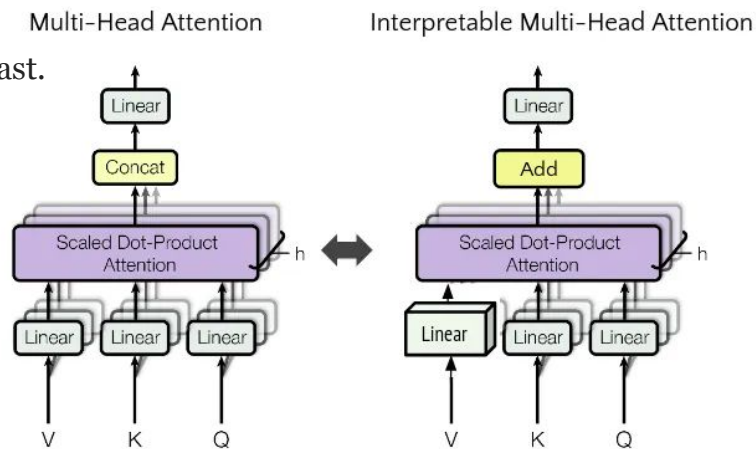 Multi-Head Attention
Interpretable Multi-Head Attention
ast.
Linear
Linear
Concat
Add
Scaled Dot-Product
Attention
h
Scaled Dot-Product
Attention
h
Linear
Linear
Linear
Linear
Linear
Linear
V
K
Q
V
K
Q